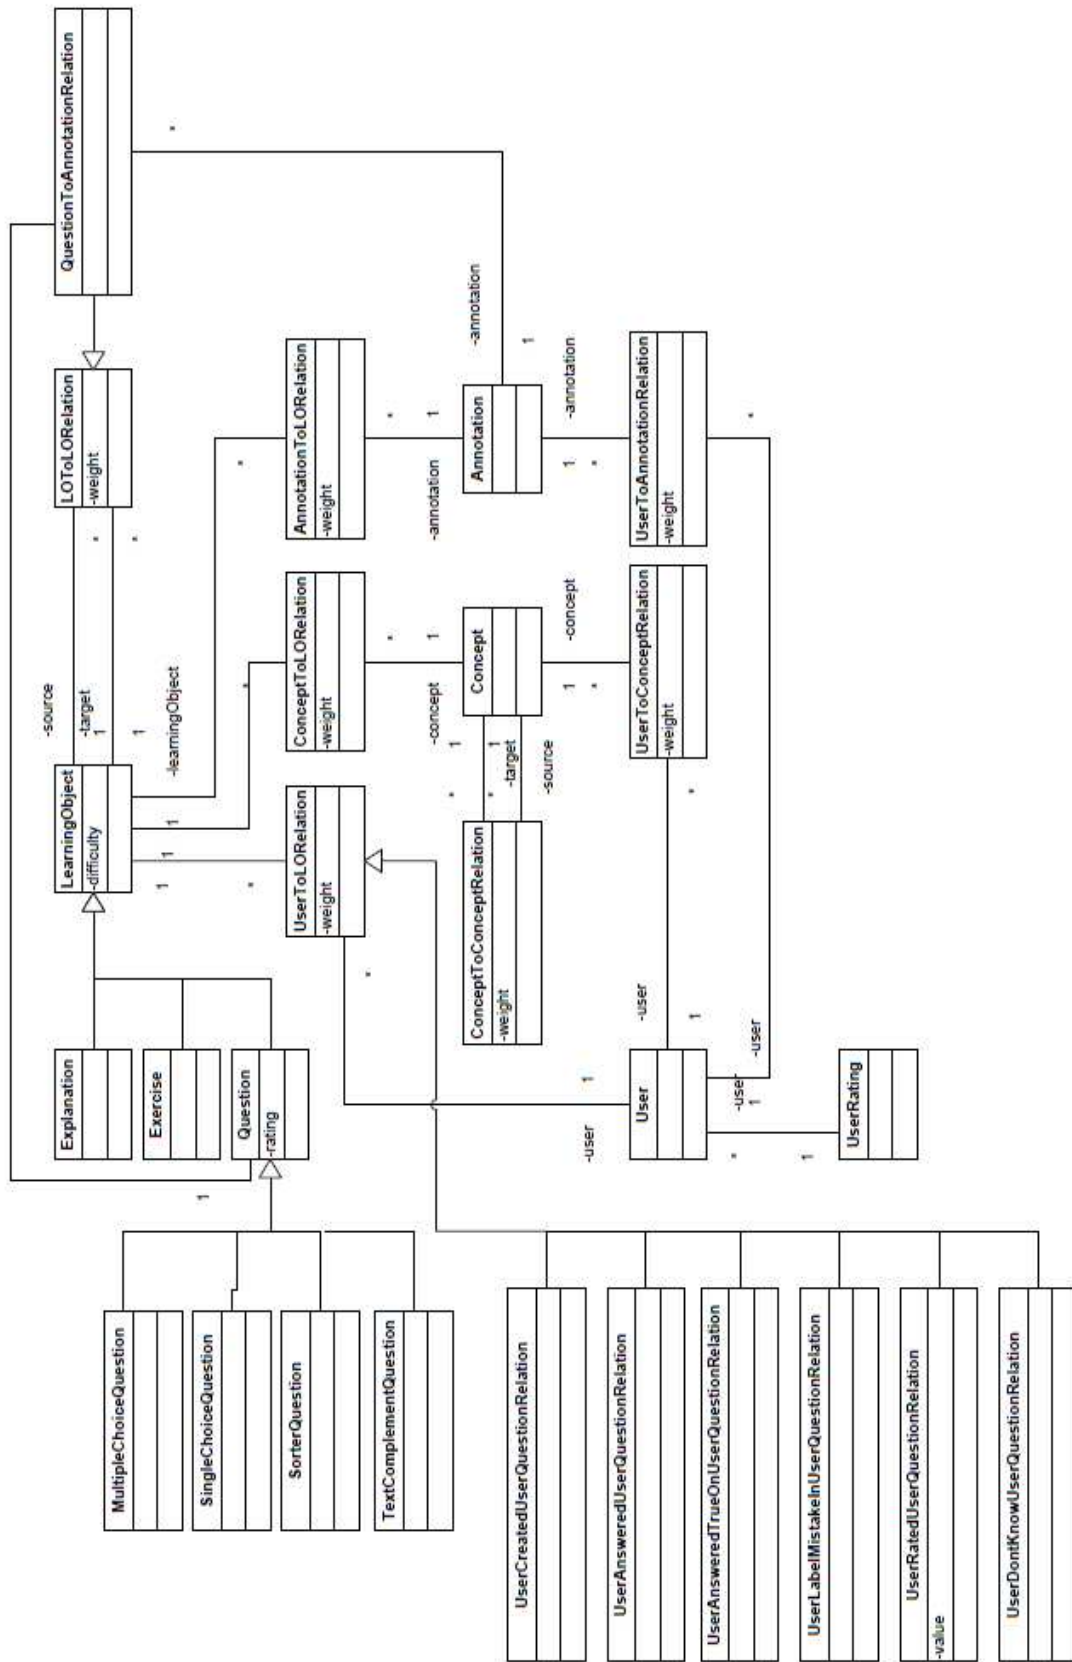 -source
Explanation
LearningObject
LOToLORelation
QuestionToAnnotationRelation
-target
-difficulty
-weight
1
*
MultipleChoiceQuestion
1
*
Exercise
1
-learningObject
*
SingleChoiceQuestion
1
1
1
Question
*
*
*
-rating
SorterQuestion
UserToLORelation
ConceptToLORelation
AnnotationToLORelation
-weight
-weight
-weight
TextComplementQuestion
*
*
*
-concept
1
-annotation
1
*
1
ConceptToConceptRelation
Concept
Annotation
-annotation
*
1
-weight
-target
UserCreatedUserQuestionRelation
1
-source
-user
1
1
-concept
1
-annotation
*
*
UserAnsweredUserQuestionRelation
-user
User
UserToConceptRelation
UserToAnnotationRelation
-weight
-weight
1
*
UserAnsweredTrueOnUserQuestionRelation
*
-user
1
-user
*
UserLabelMistakeInUserQuestionRelation
1
UserRating
UserRatedUserQuestionRelation
-value
UserDontKnowUserQuestionRelation